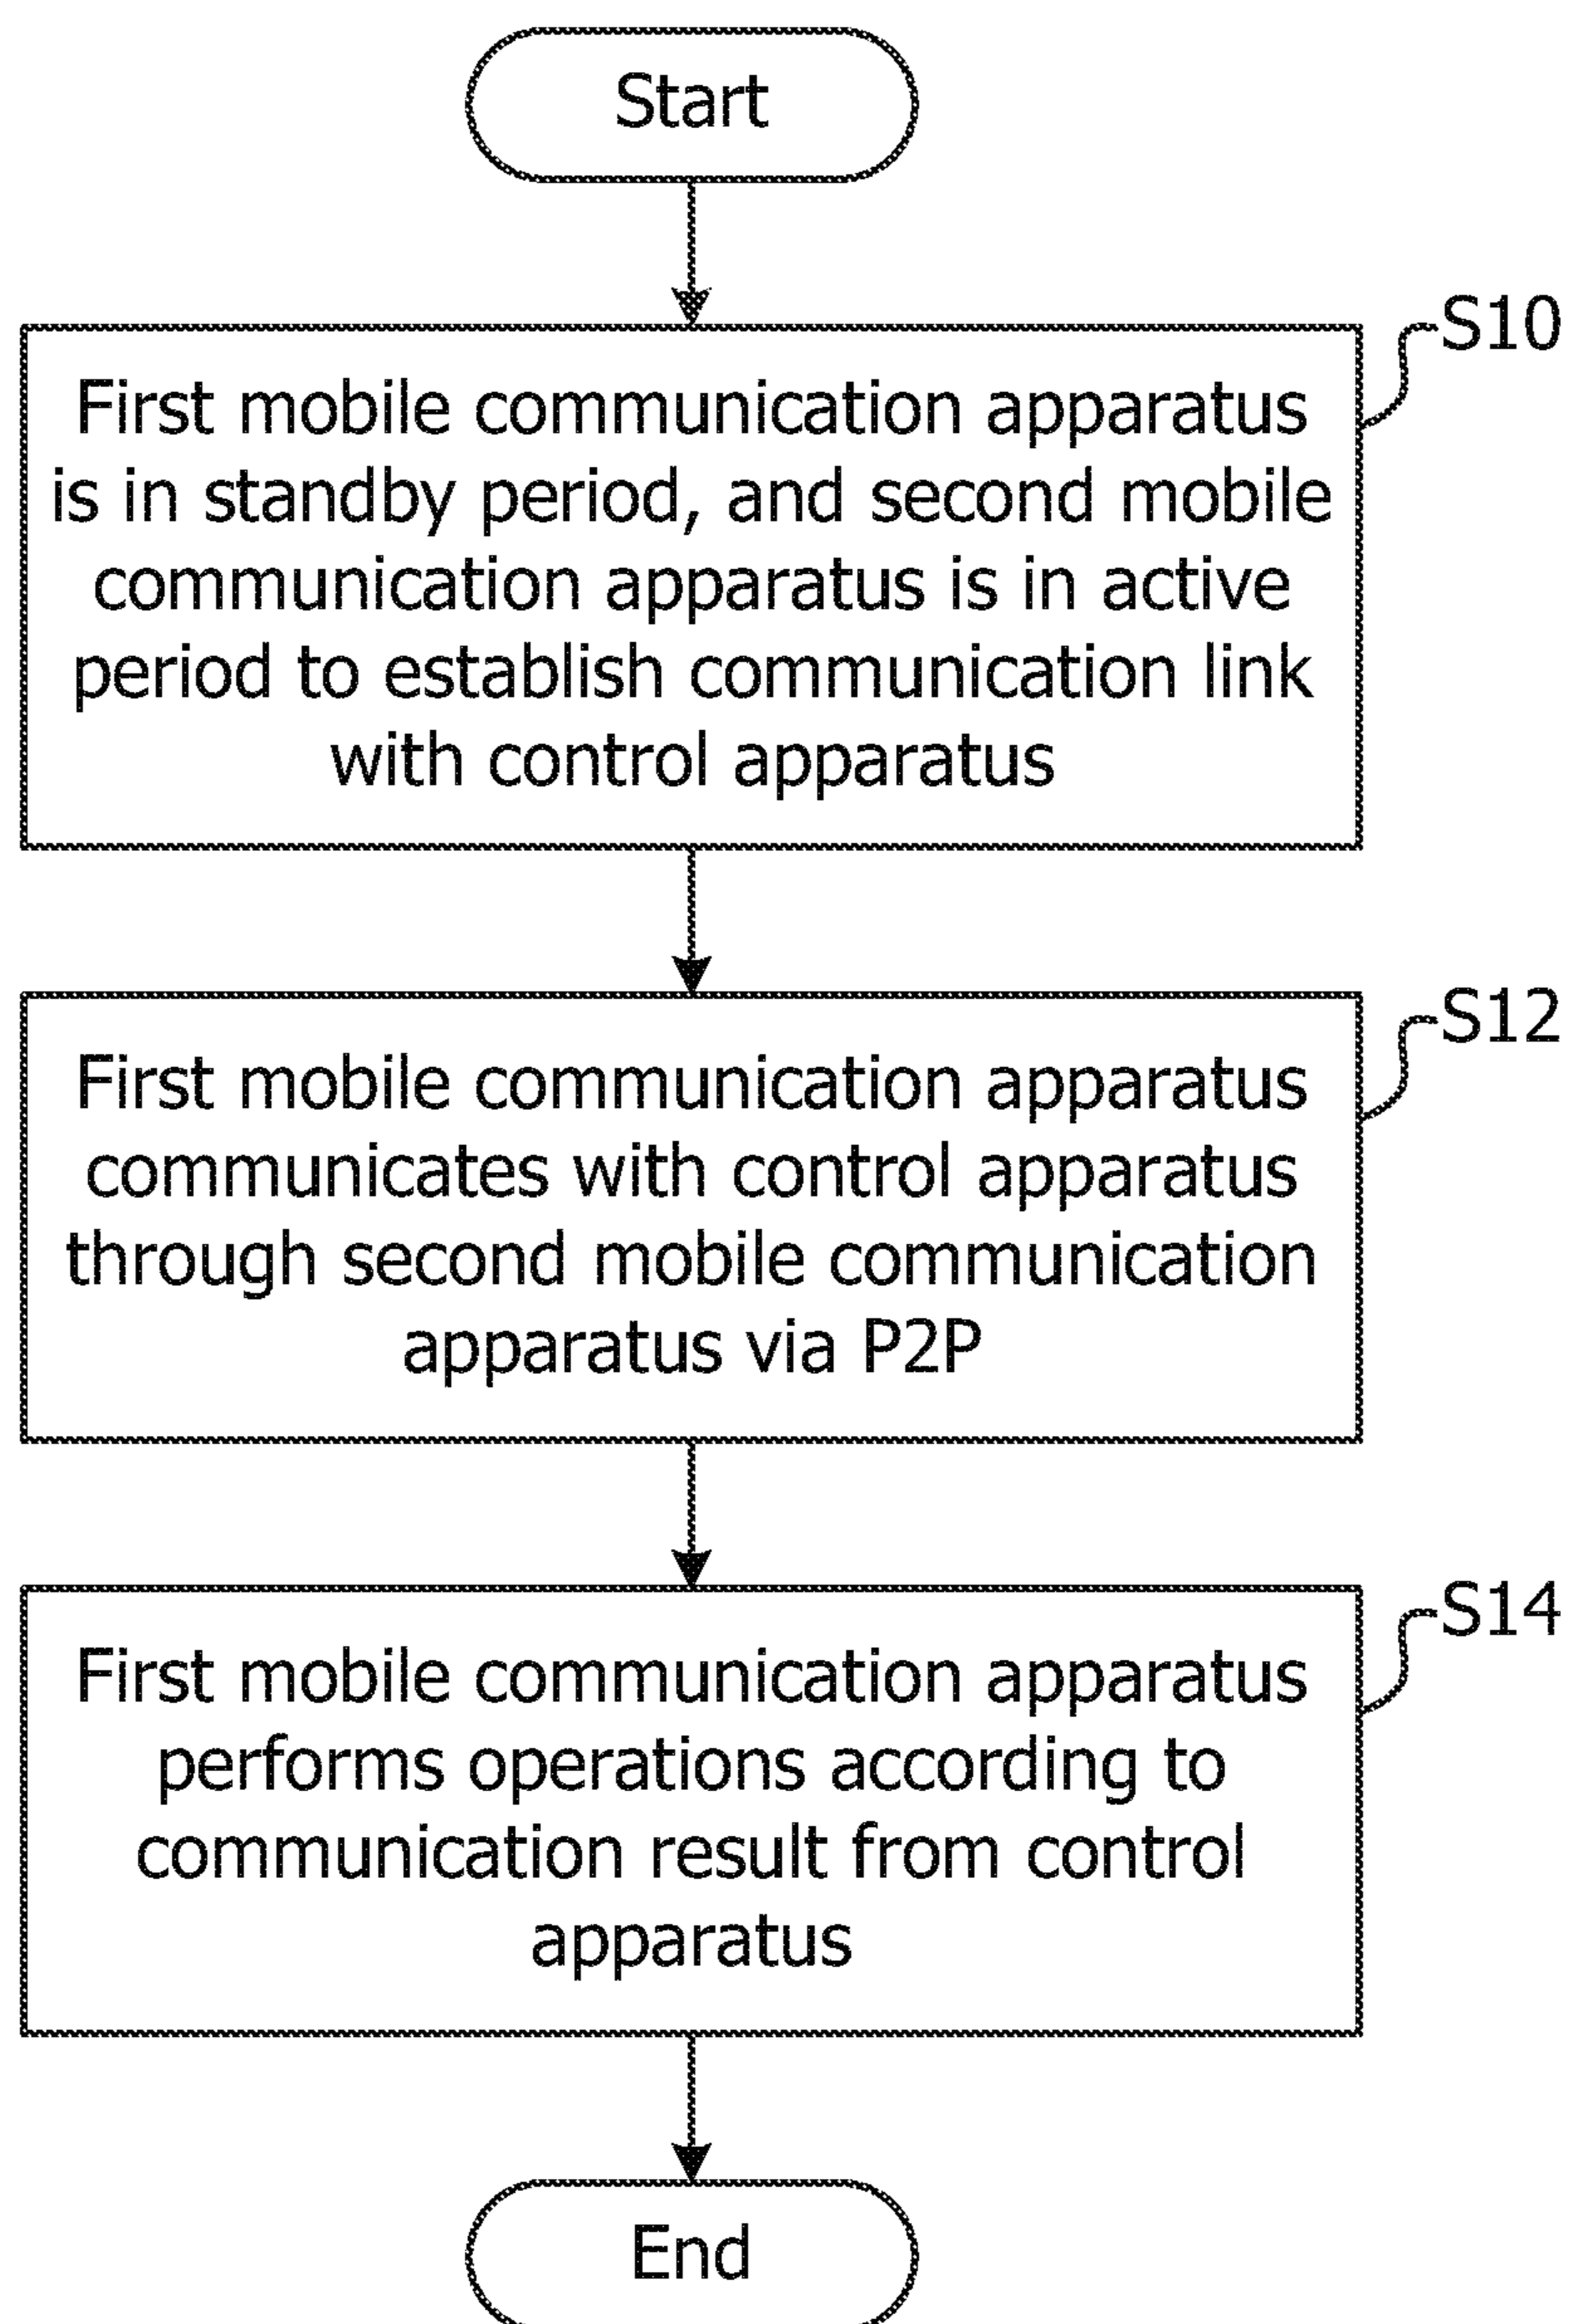 Start
S10
First mobile communication apparatus
is in standby period, and second mobile
communication apparatus is in active
period to establish communication link
with control apparatus
S12
First mobile communication apparatus
communicates with control apparatus
through second mobile communication
apparatus via P2P
S14
First mobile communication apparatus
performs operations according to
communication result from control
apparatus
End